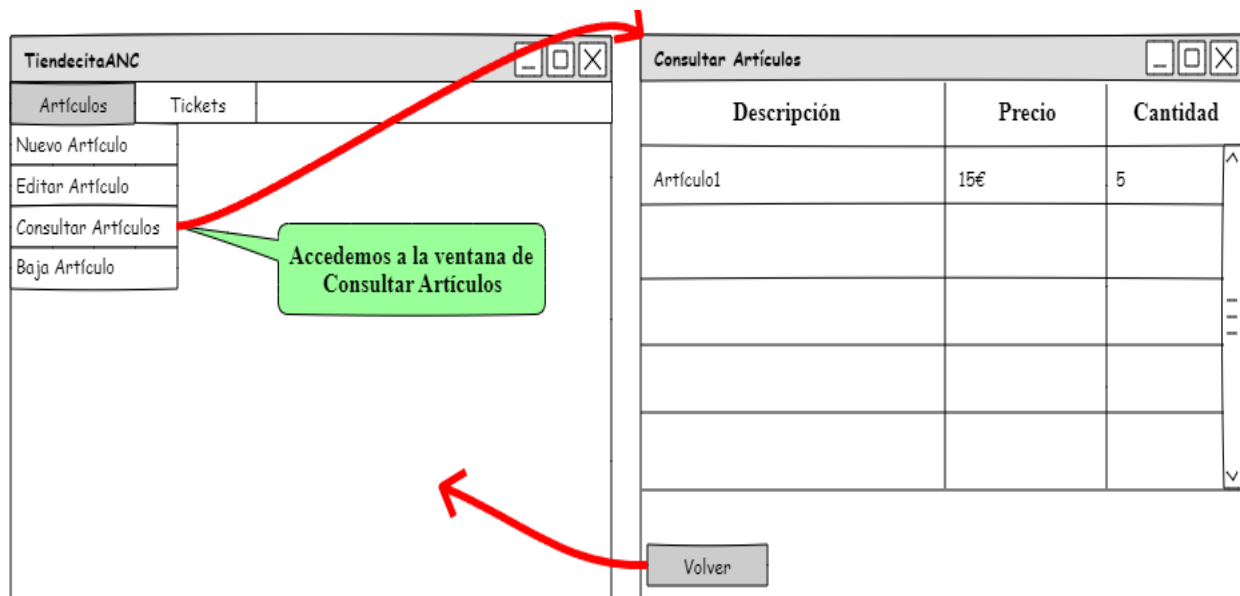 TiendecitaANC
Artículos Tickets
Nuevo Artículo
Editar Artículo
Consultar Artículos
Baja Artículo
Accedemos a la ventana de
Consultar Artículos
Consultar Artículos
Descripción Precio Cantidad
Artículo1 15€ 5
Volver